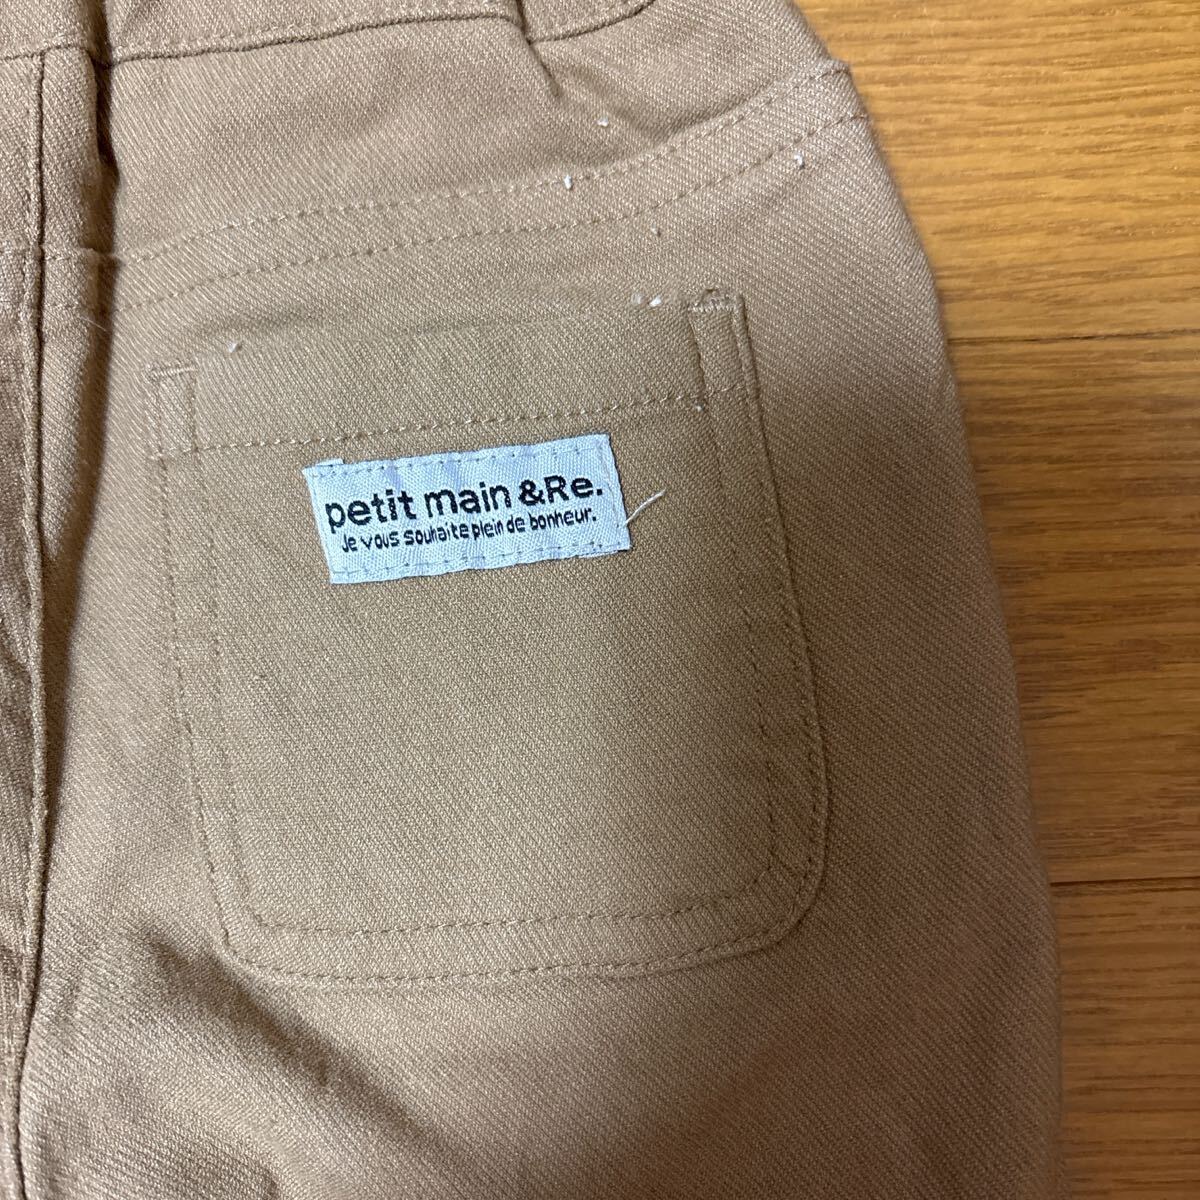 petit main &Re.
Je vous souhaite plein de bonheur.